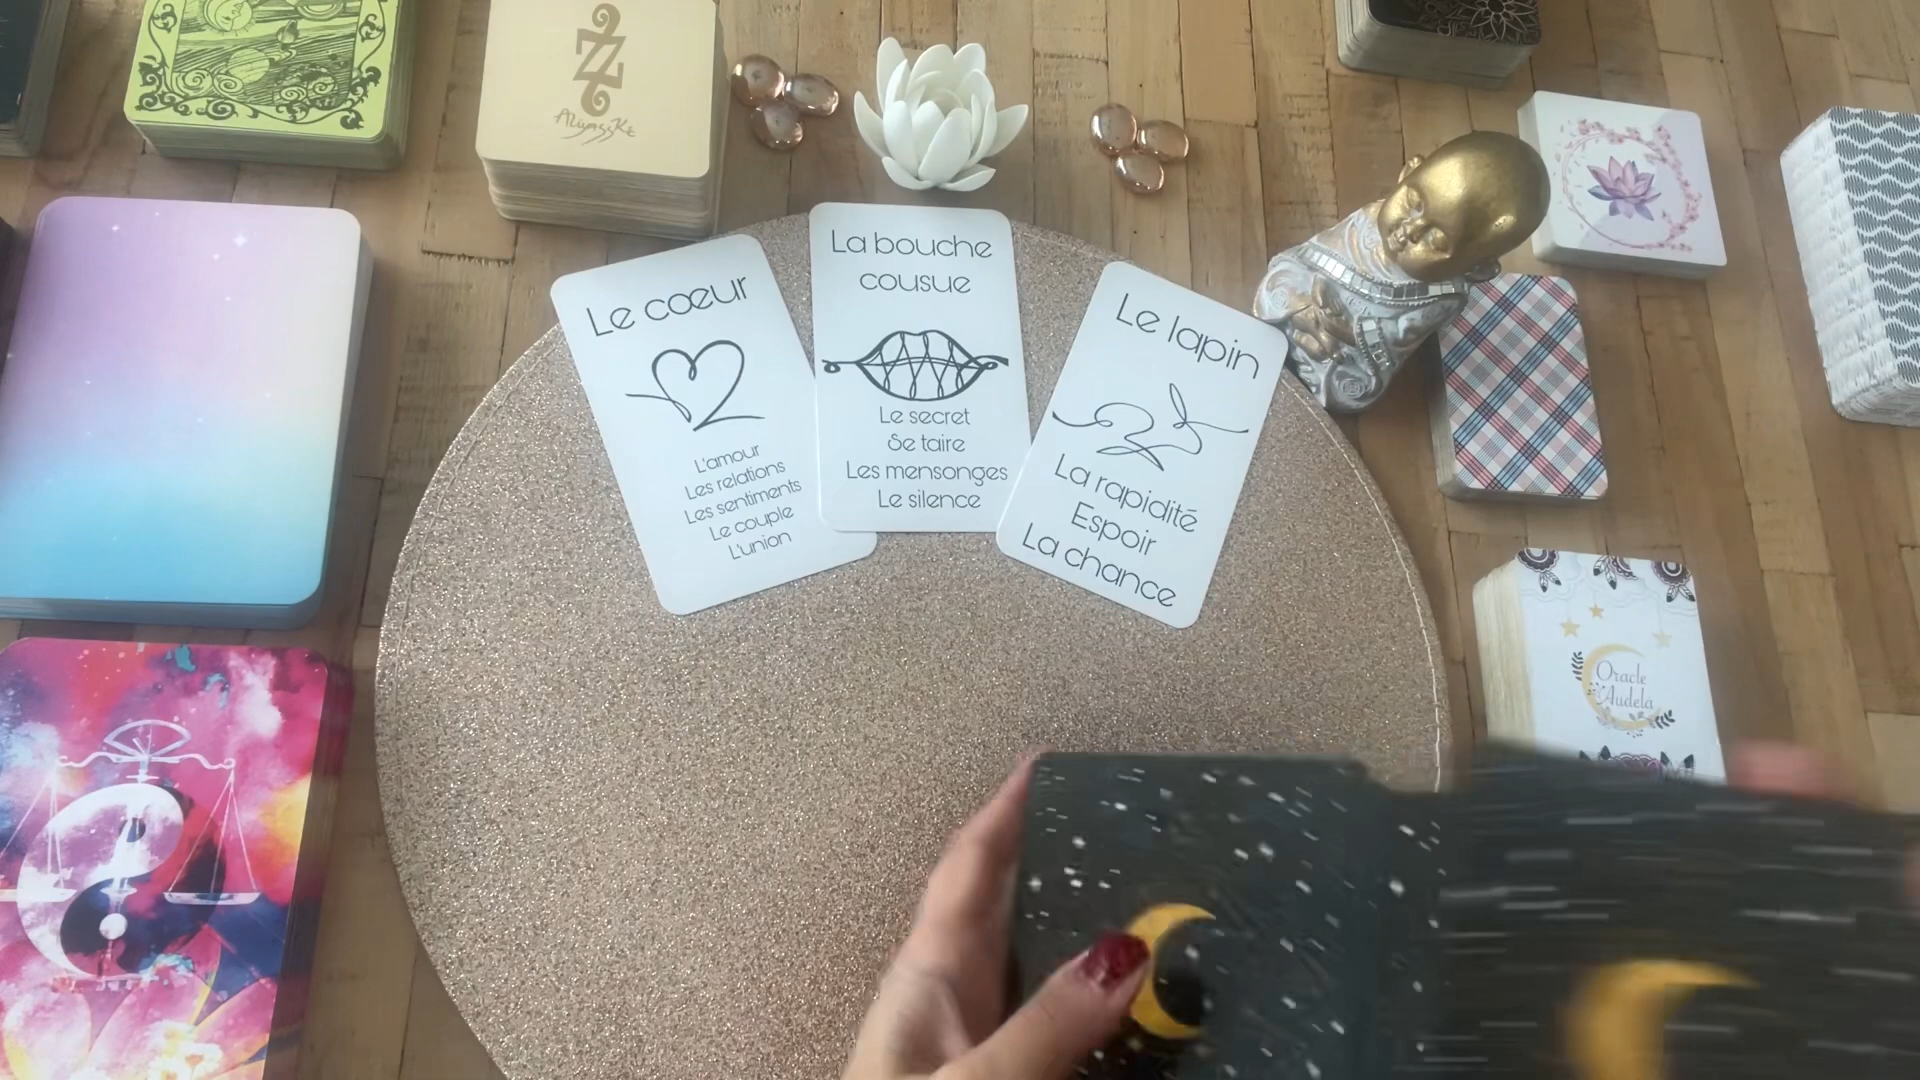 Le coeur
L'amour
Les relations
Les sentiments
Le couple
L'union
La bouche
cousue
Le secret
Se taire
Les mensonges
Le silence
Le lapin
La rapidité
Espoir
La chance
Oracle